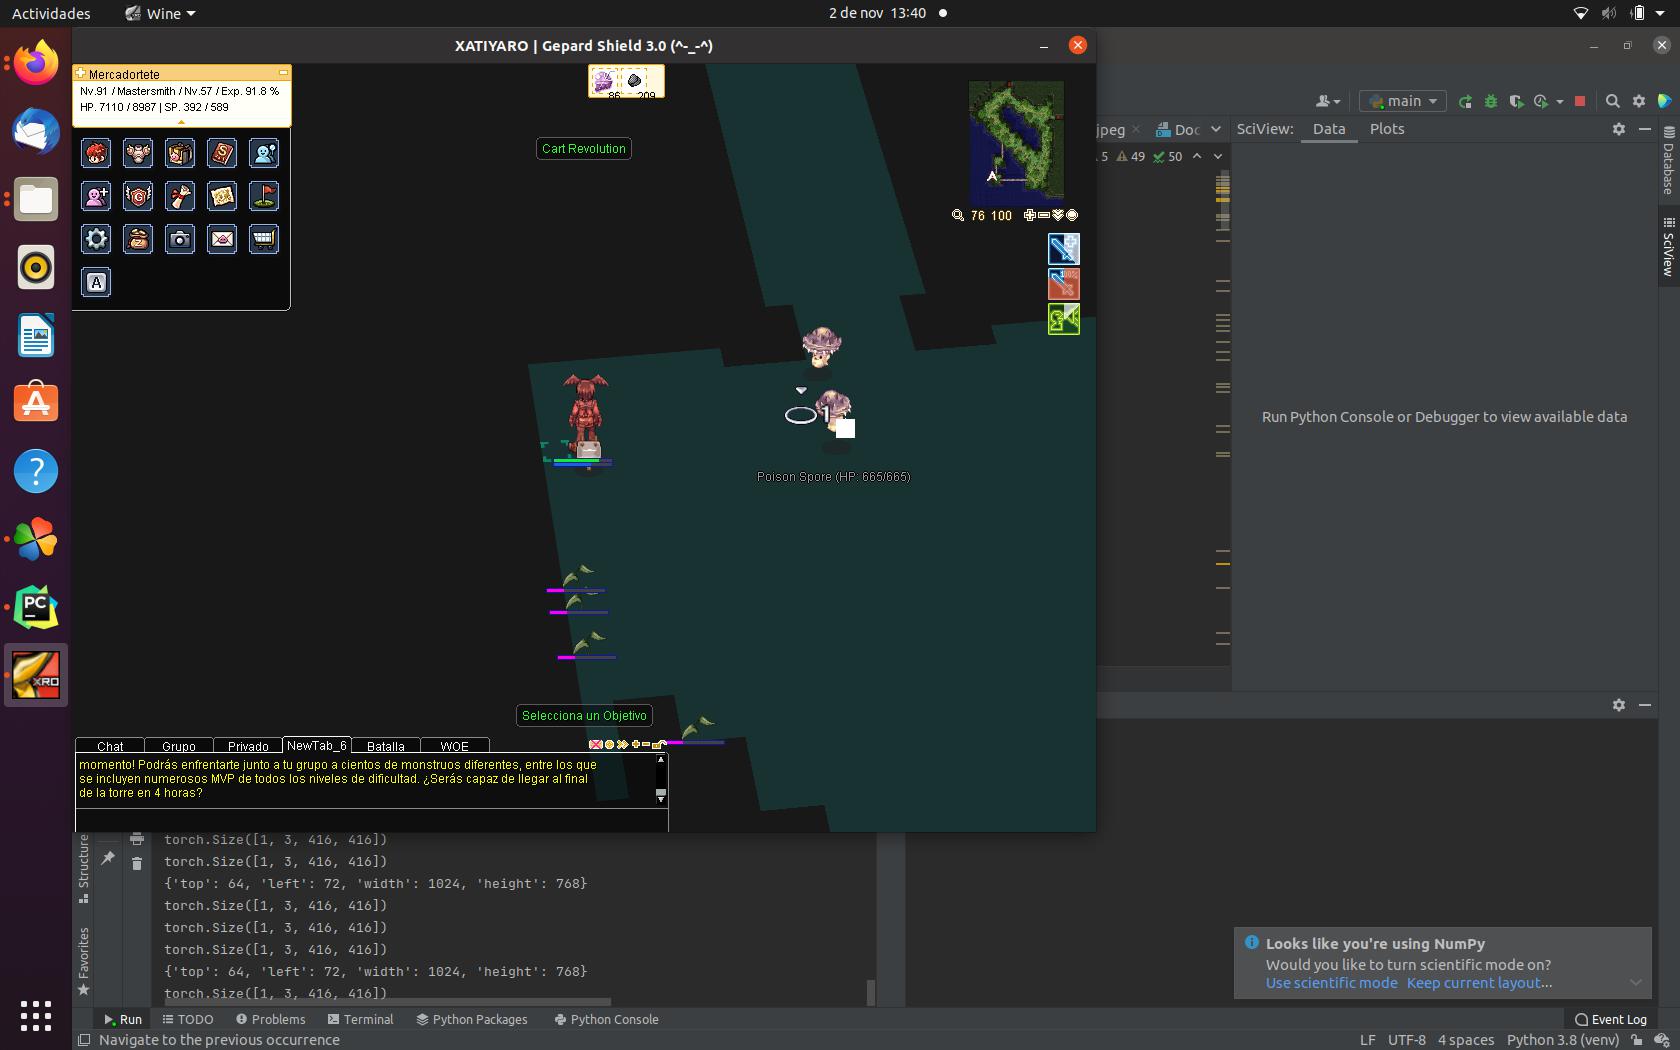 Actividades
Wine
2 de nov 13:40
XATIYARO | Gepard Shield 3.0 (^-_-^)
Mercadortete
Nv.91 / Mastersmith / Nv.57 / Exp. 91.8 %
HP. 7110 / 8987 | SP. 392 / 589
86 209
Cart Revolution
76 100
Poison Spore (HP: 665/665)
Selecciona un Objetivo
Chat Grupo Privado NewTab_6 Batalla WOE
momento! Podrás enfrentarte junto a tu grupo a cientos de monstruos diferentes, entre los que
se incluyen numerosos MVP de todos los niveles de dificultad. ¿Serás capaz de llegar al final
de la torre en 4 horas?
main
jpeg
Doc
SciView: Data Plots
5 49 50
Database
SciView
Run Python Console or Debugger to view available data
torch.Size([1, 3, 416, 416])
torch.Size([1, 3, 416, 416])
{'top': 64, 'left': 72, 'width': 1024, 'height': 768}
torch.Size([1, 3, 416, 416])
torch.Size([1, 3, 416, 416])
torch.Size([1, 3, 416, 416])
{'top': 64, 'left': 72, 'width': 1024, 'height': 768}
torch.Size([1, 3, 416, 416])
Structure
Favorites
Looks like you're using NumPy
Would you like to turn scientific mode on?
Use scientific mode Keep current layout...
Run TODO Problems Terminal Python Packages Python Console
Event Log
Navigate to the previous occurrence
LF UTF-8 4 spaces Python 3.8 (venv)
PC
XRO